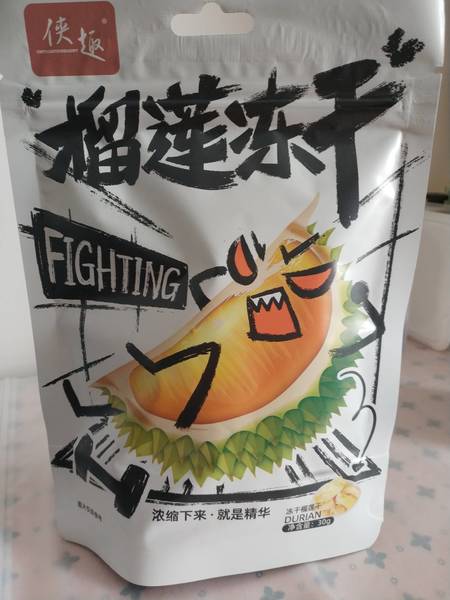 侠趣
榴莲冻干
FIGHTING
浓缩下来·就是精华
冻干榴莲干
DURIAN
净含量：30g